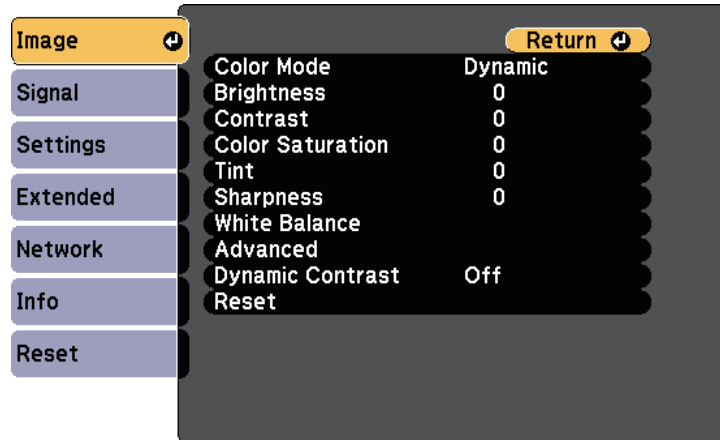 Image
Signal
Settings
Extended
Network
Info
Reset
Return
Color Mode Dynamic
Brightness 0
Contrast 0
Color Saturation 0
Tint 0
Sharpness 0
White Balance
Advanced
Dynamic Contrast Off
Reset